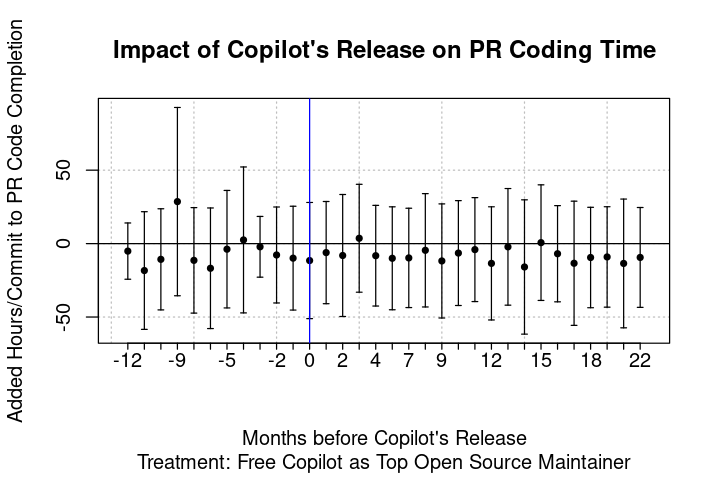 Impact of Copilot's Release on PR Coding Time
Added Hours/Commit to PR Code Completion
50
0
-50
-12 -9 -5 -2 0 2 4 7 9 12 15 18 22
Months before Copilot's Release
Treatment: Free Copilot as Top Open Source Maintainer